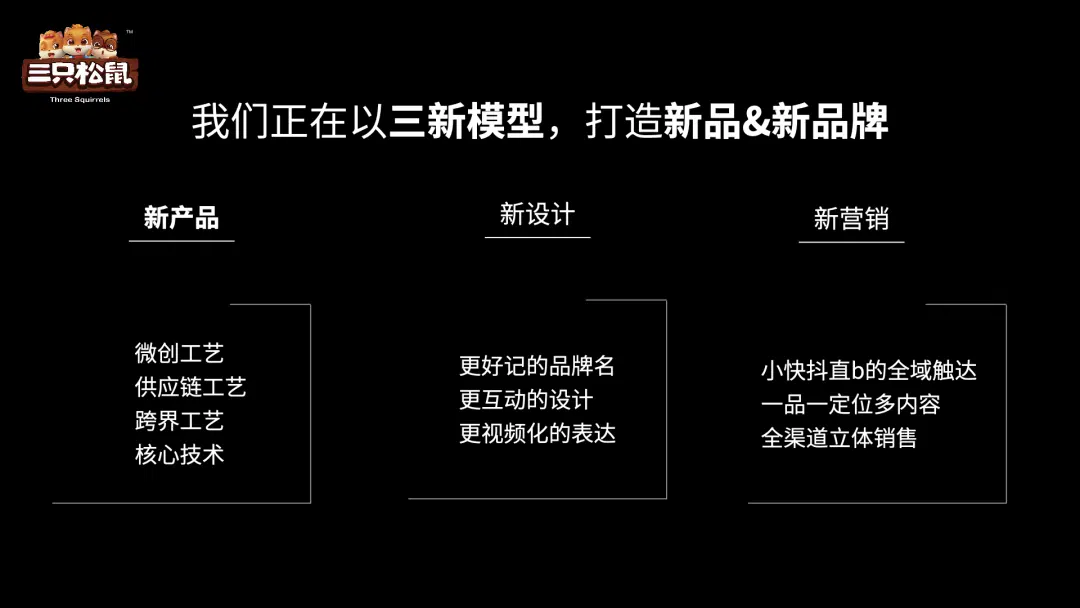 三只松鼠
TM
Three Squirrels
我们正在以三新模型，打造新品&新品牌
新产品
微创工艺
供应链工艺
跨界工艺
核心技术
新设计
更好记的品牌名
更互动的设计
更视频化的表达
新营销
小快抖直b的全域触达
一品一定位多内容
全渠道立体销售